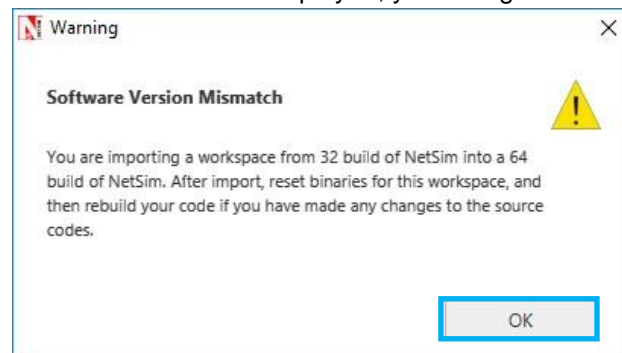 Warning
Software Version Mismatch
You are importing a workspace from 32 build of NetSim into a 64
build of NetSim. After import, reset binaries for this workspace, and
then rebuild your code if you have made any changes to the source
codes.
OK